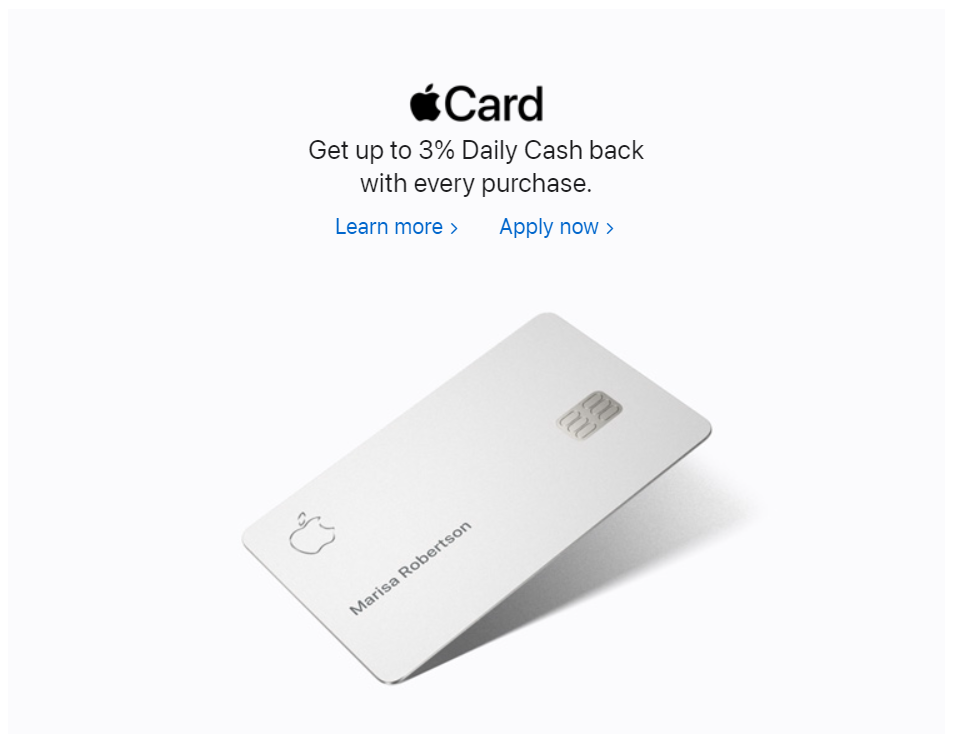 Card
Get up to 3% Daily Cash back
with every purchase.
Learn more >
Apply now >
Marisa Robertson